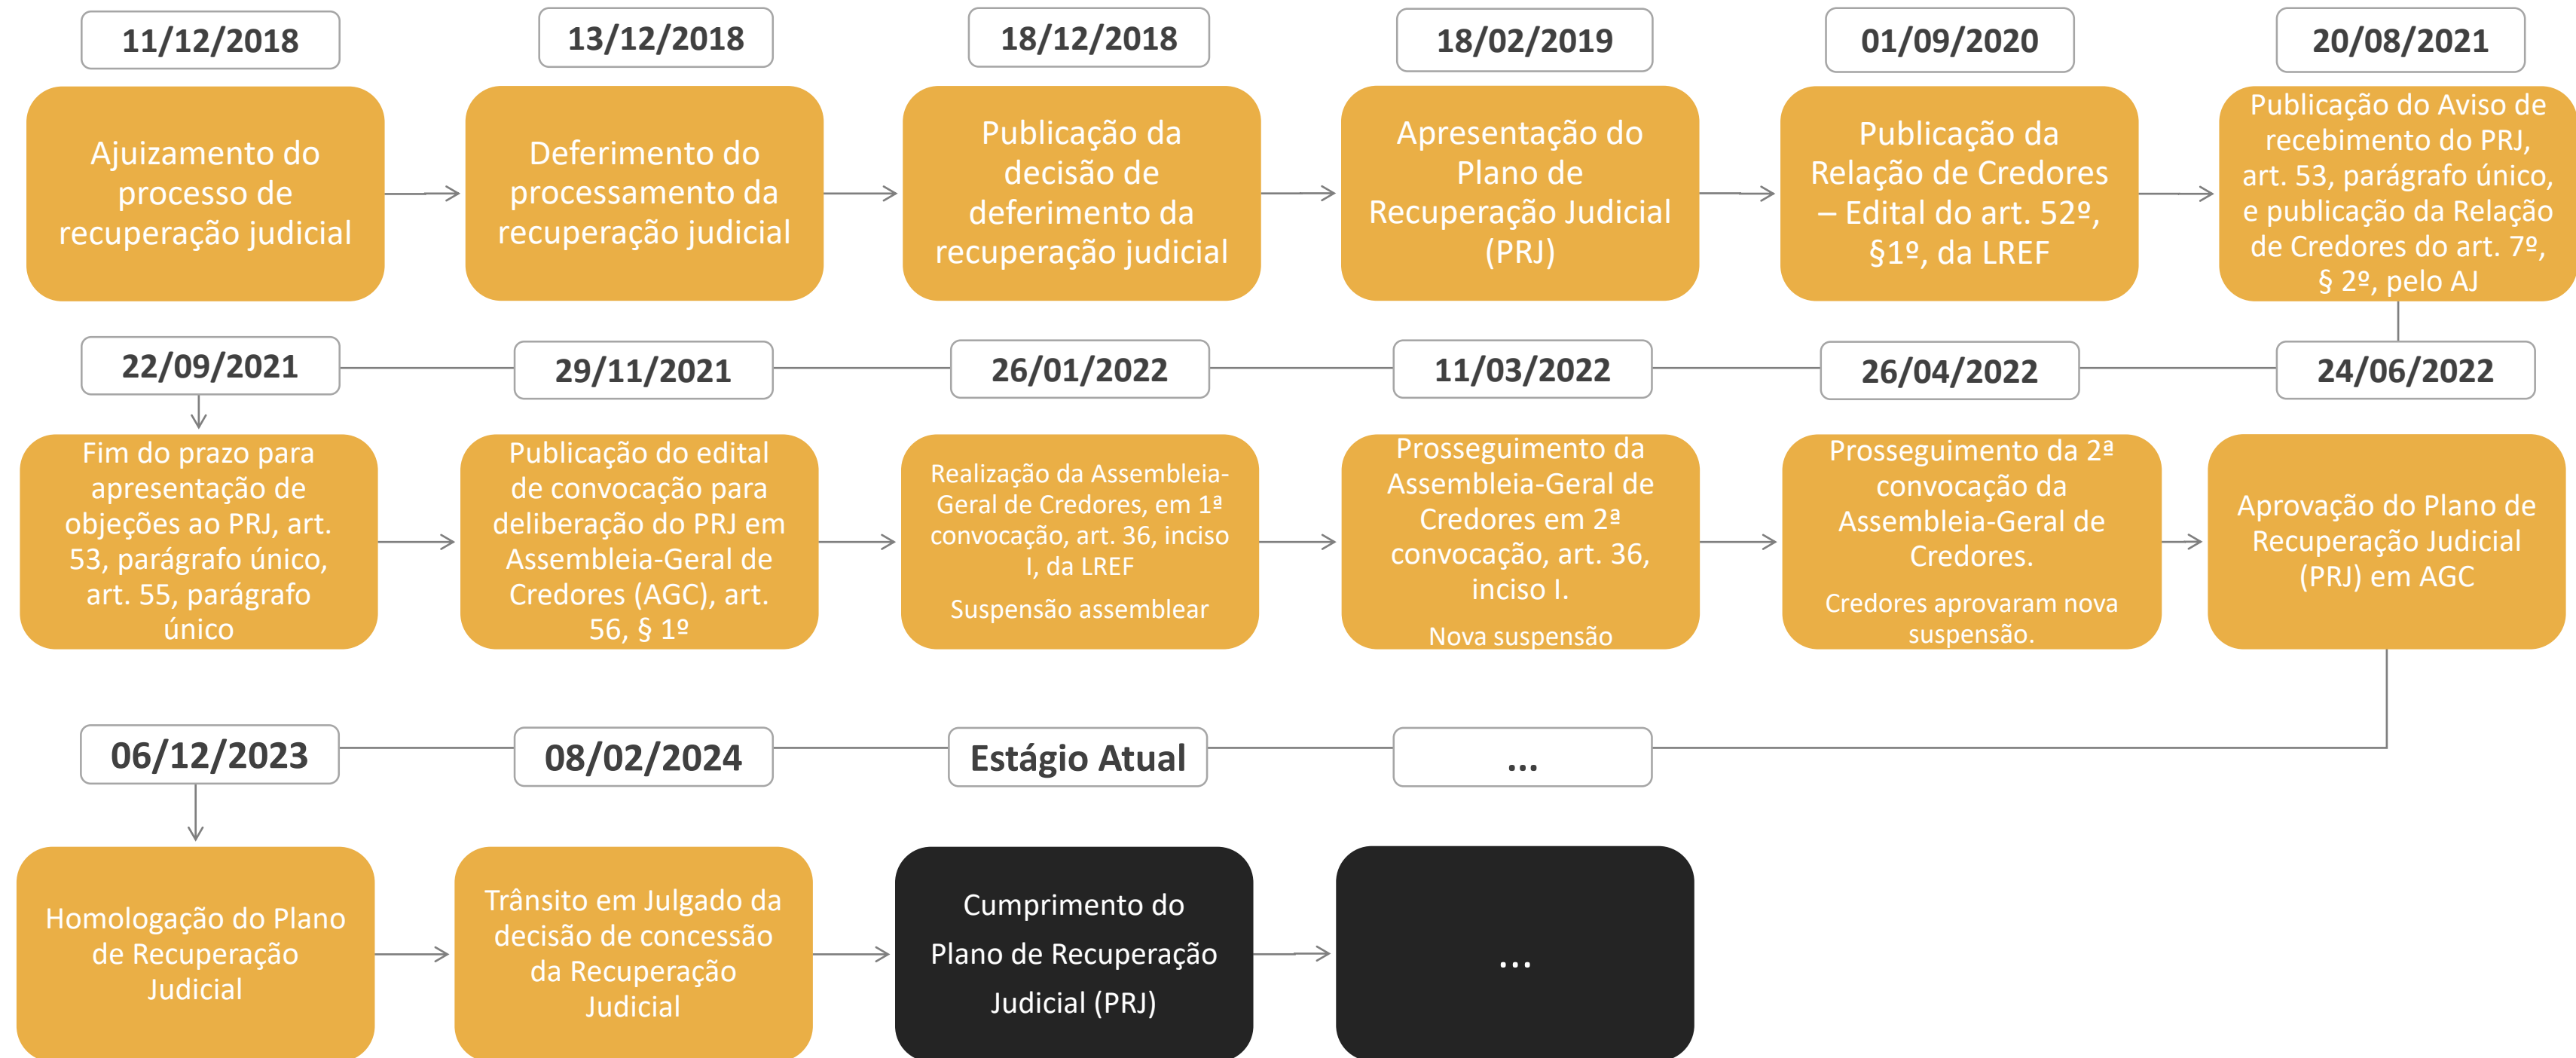 11/12/2018
Ajuizamento do
processo de
recuperação judicial
13/12/2018
Deferimento do
processamento da
recuperação judicial
18/12/2018
Publicação da
decisão de
deferimento da
recuperação judicial
18/02/2019
Apresentação do
Plano de
Recuperação Judicial
(PRJ)
01/09/2020
Publicação da
Relação de Credores
– Edital do art. 52º,
§1º, da LREF
20/08/2021
Publicação do Aviso de
recebimento do PRJ,
art. 53, parágrafo único,
e publicação da Relação
de Credores do art. 7º,
§ 2º, pelo AJ
22/09/2021
Fim do prazo para
apresentação de
objeções ao PRJ, art.
53, parágrafo único,
art. 55, parágrafo
único
29/11/2021
Publicação do edital
de convocação para
deliberação do PRJ em
Assembleia-Geral de
Credores (AGC), art.
56, § 1º
26/01/2022
Realização da Assembleia-
Geral de Credores, em 1ª
convocação, art. 36, inciso
I, da LREF
Suspensão assemblear
11/03/2022
Prosseguimento da
Assembleia-Geral de
Credores em 2ª
convocação, art. 36,
inciso I.
Nova suspensão
26/04/2022
Prosseguimento da 2ª
convocação da
Assembleia-Geral de
Credores.
Credores aprovaram nova
suspensão.
24/06/2022
Aprovação do Plano de
Recuperação Judicial
(PRJ) em AGC
06/12/2023
Homologação do Plano
de Recuperação
Judicial
08/02/2024
Trânsito em Julgado da
decisão de concessão
da Recuperação
Judicial
Estágio Atual
Cumprimento do
Plano de Recuperação
Judicial (PRJ)
...
...